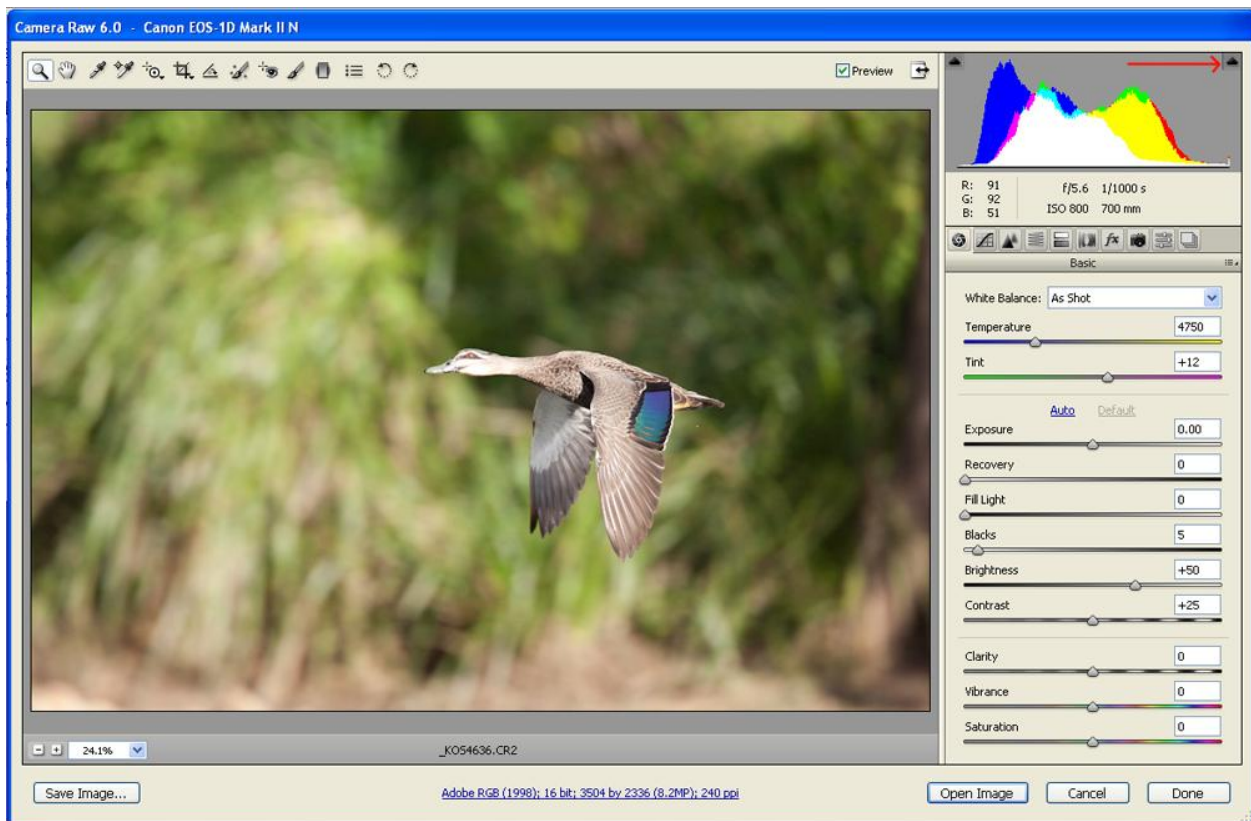 Camera Raw 6.0 - Canon EOS-1D Mark II N
Preview
R: 91
G: 92
B: 51
f/5.6 1/1000 s
ISO 800 700 mm
Basic
White Balance: As Shot
Temperature 4750
Tint +12
Auto Default
Exposure 0.00
Recovery 0
Fill Light 0
Blacks 5
Brightness +50
Contrast +25
Clarity 0
Vibrance 0
Saturation 0
24.1% _KO54636.CR2
Save Image... Adobe RGB (1998); 16 bit; 3504 by 2336 (8.2MP); 240 ppi Open Image Cancel Done